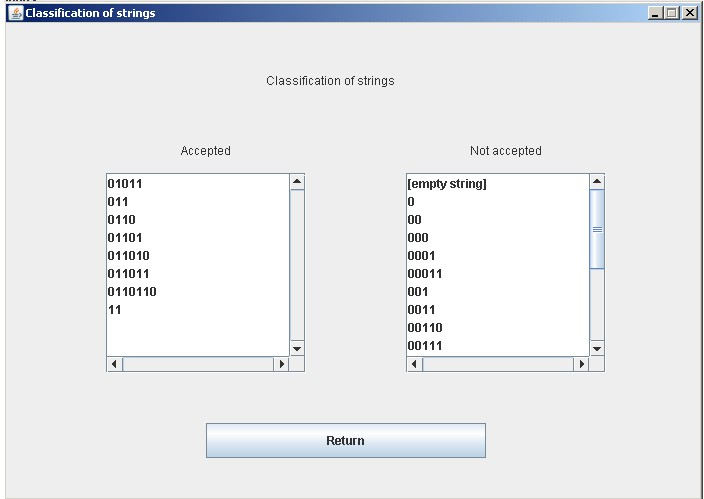 Classification of strings
Classification of strings
Accepted
Not accepted
01011
011
0110
01101
011010
011011
0110110
11
[empty string]
0
00
000
0001
00011
001
0011
00110
00111
Return